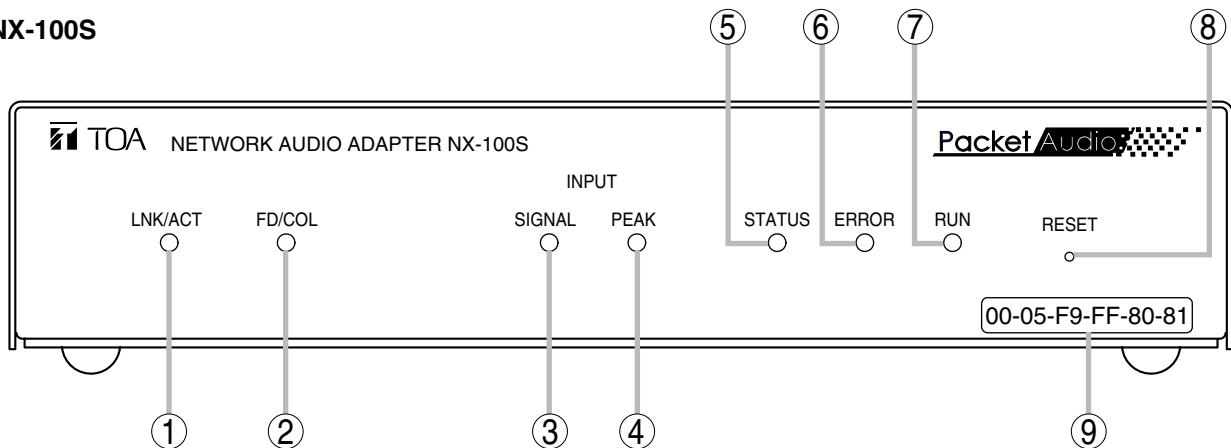 NX-100S
⑤ ⑥ ⑦ ⑧
TOA NETWORK AUDIO ADAPTER NX-100S
Packet Audio
INPUT
LNK/ACT FD/COL SIGNAL PEAK STATUS ERROR RUN RESET
00-05-F9-FF-80-81
① ② ③ ④ ⑨